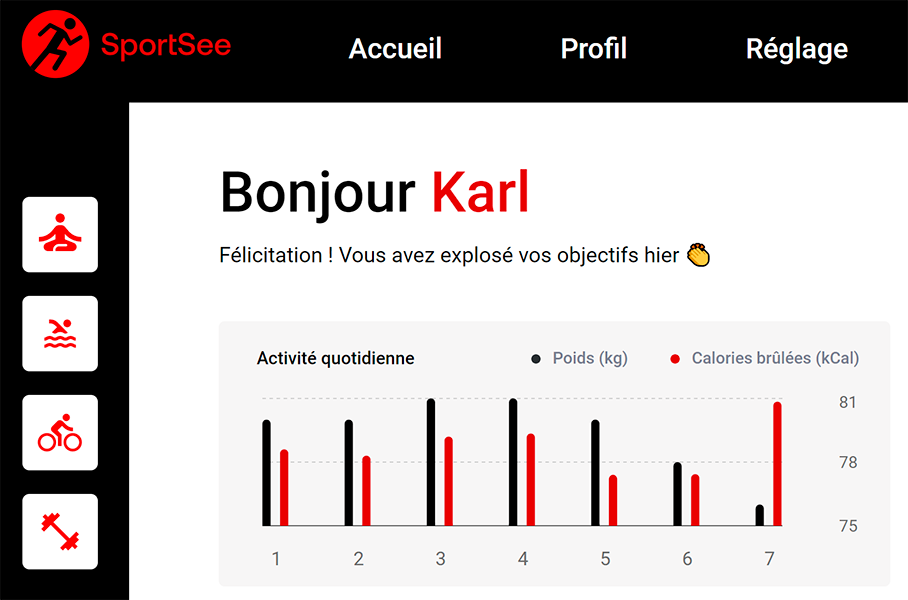 SportSee
Accueil Profil Réglage
Bonjour Karl
Félicitation ! Vous avez explosé vos objectifs hier 👏
Activité quotidienne
Poids (kg) Calories brûlées (kCal)
81
78
75
1 2 3 4 5 6 7